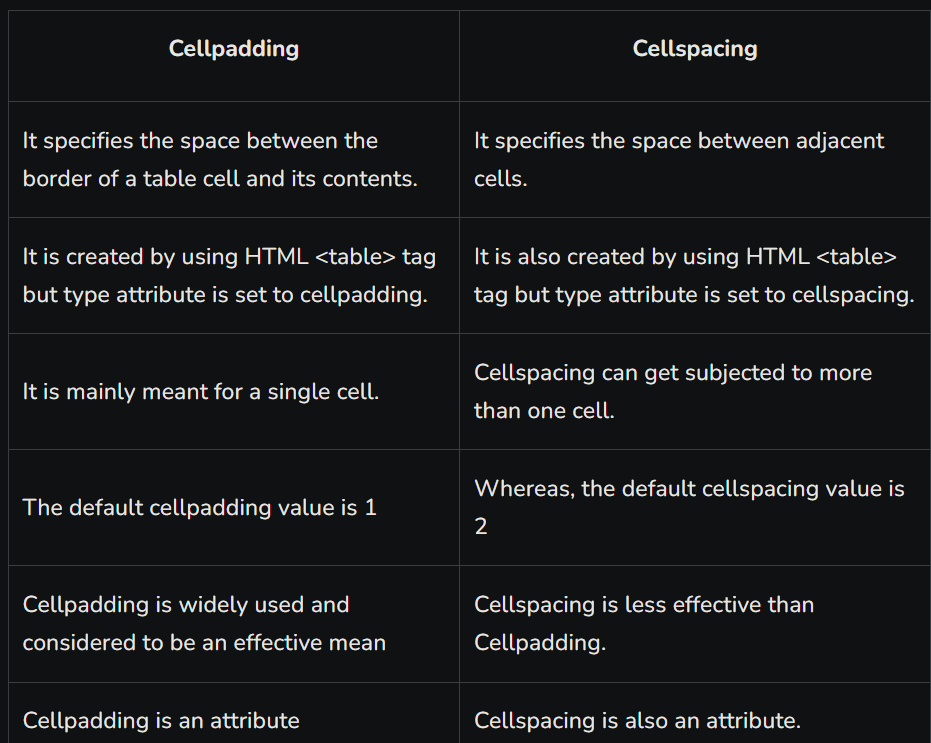 Cellpadding
Cellspacing
It specifies the space between the
border of a table cell and its contents.
It specifies the space between adjacent
cells.
It is created by using HTML <table> tag
but type attribute is set to cellpadding.
It is also created by using HTML <table>
tag but type attribute is set to cellspacing.
It is mainly meant for a single cell.
Cellspacing can get subjected to more
than one cell.
The default cellpadding value is 1
Whereas, the default cellspacing value is
2
Cellpadding is widely used and
considered to be an effective mean
Cellspacing is less effective than
Cellpadding.
Cellpadding is an attribute
Cellspacing is also an attribute.